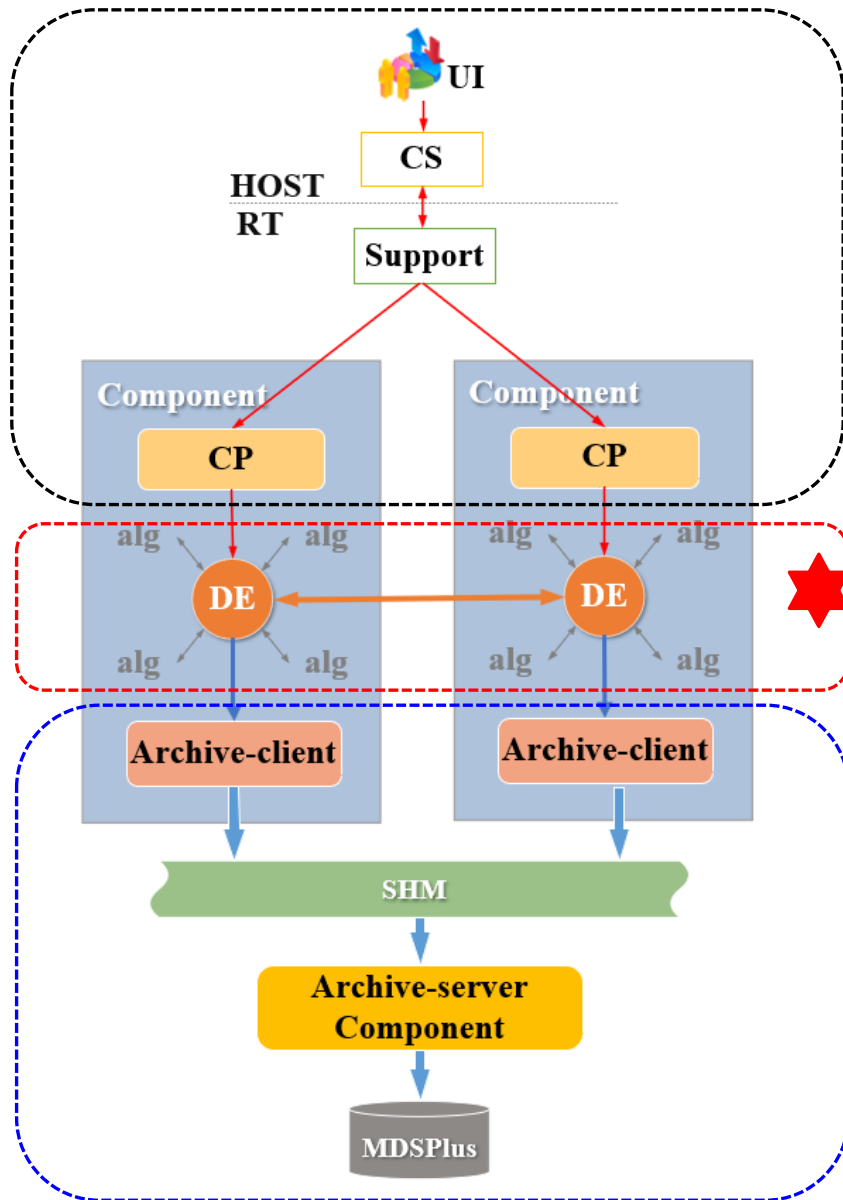 UI
CS
HOST
RT
Support
Component
Component
CP
CP
alg
alg
alg
alg
DE
DE
alg
alg
alg
alg
Archive-client
Archive-client
SHM
Archive-server
Component
MDSPlus